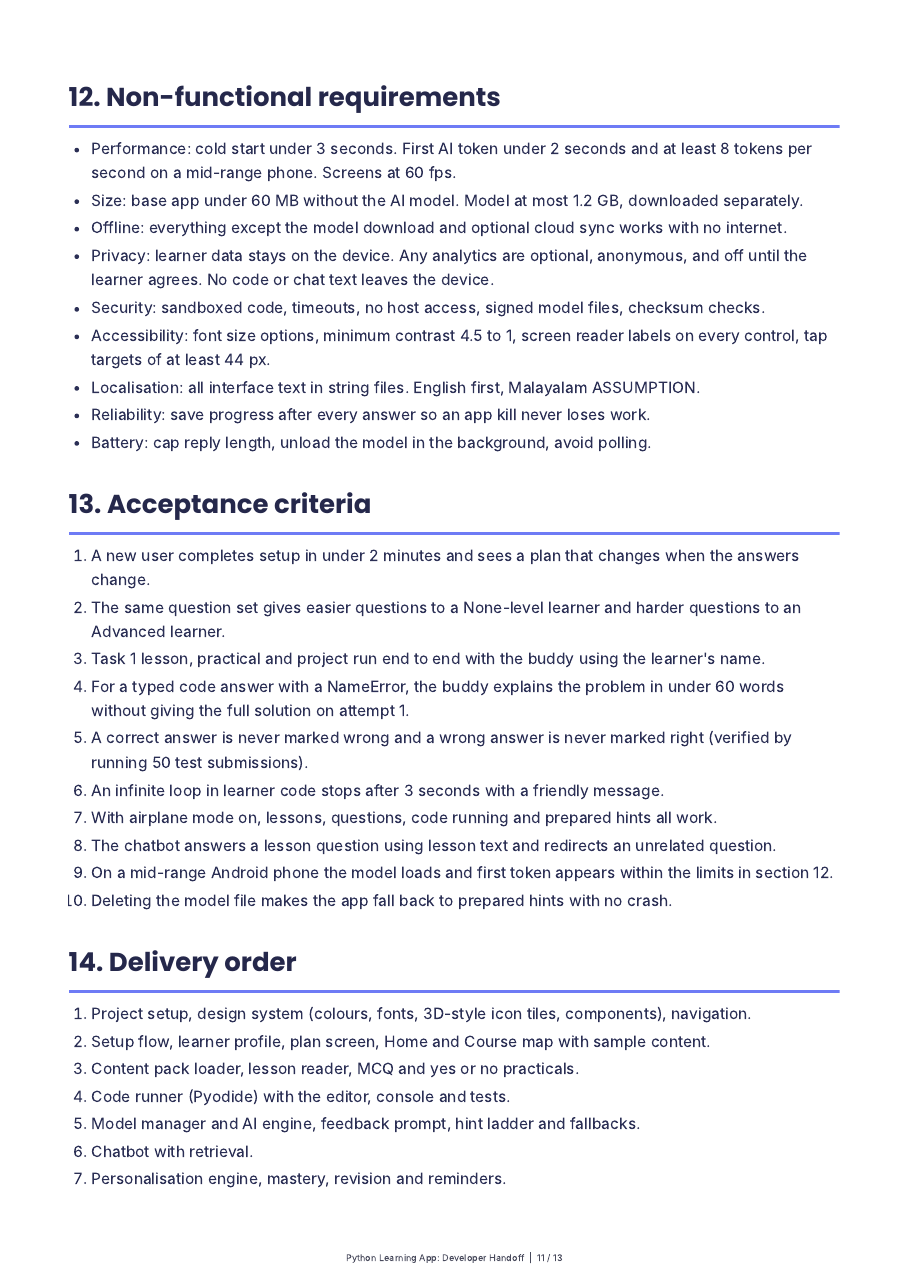 12. Non-functional requirements
• Performance: cold start under 3 seconds. First AI token under 2 seconds and at least 8 tokens per
second on a mid-range phone. Screens at 60 fps.
• Size: base app under 60 MB without the AI model. Model at most 1.2 GB, downloaded separately.
• Offline: everything except the model download and optional cloud sync works with no internet.
• Privacy: learner data stays on the device. Any analytics are optional, anonymous, and off until the
learner agrees. No code or chat text leaves the device.
• Security: sandboxed code, timeouts, no host access, signed model files, checksum checks.
• Accessibility: font size options, minimum contrast 4.5 to 1, screen reader labels on every control, tap
targets of at least 44 px.
• Localisation: all interface text in string files. English first, Malayalam ASSUMPTION.
• Reliability: save progress after every answer so an app kill never loses work.
• Battery: cap reply length, unload the model in the background, avoid polling.
13. Acceptance criteria
1. A new user completes setup in under 2 minutes and sees a plan that changes when the answers
change.
2. The same question set gives easier questions to a None-level learner and harder questions to an
Advanced learner.
3. Task 1 lesson, practical and project run end to end with the buddy using the learner's name.
4. For a typed code answer with a NameError, the buddy explains the problem in under 60 words
without giving the full solution on attempt 1.
5. A correct answer is never marked wrong and a wrong answer is never marked right (verified by
running 50 test submissions).
6. An infinite loop in learner code stops after 3 seconds with a friendly message.
7. With airplane mode on, lessons, questions, code running and prepared hints all work.
8. The chatbot answers a lesson question using lesson text and redirects an unrelated question.
9. On a mid-range Android phone the model loads and first token appears within the limits in section 12.
10. Deleting the model file makes the app fall back to prepared hints with no crash.
14. Delivery order
1. Project setup, design system (colours, fonts, 3D-style icon tiles, components), navigation.
2. Setup flow, learner profile, plan screen, Home and Course map with sample content.
3. Content pack loader, lesson reader, MCQ and yes or no practicals.
4. Code runner (Pyodide) with the editor, console and tests.
5. Model manager and AI engine, feedback prompt, hint ladder and fallbacks.
6. Chatbot with retrieval.
7. Personalisation engine, mastery, revision and reminders.
Python Learning App: Developer Handoff | 11 / 13